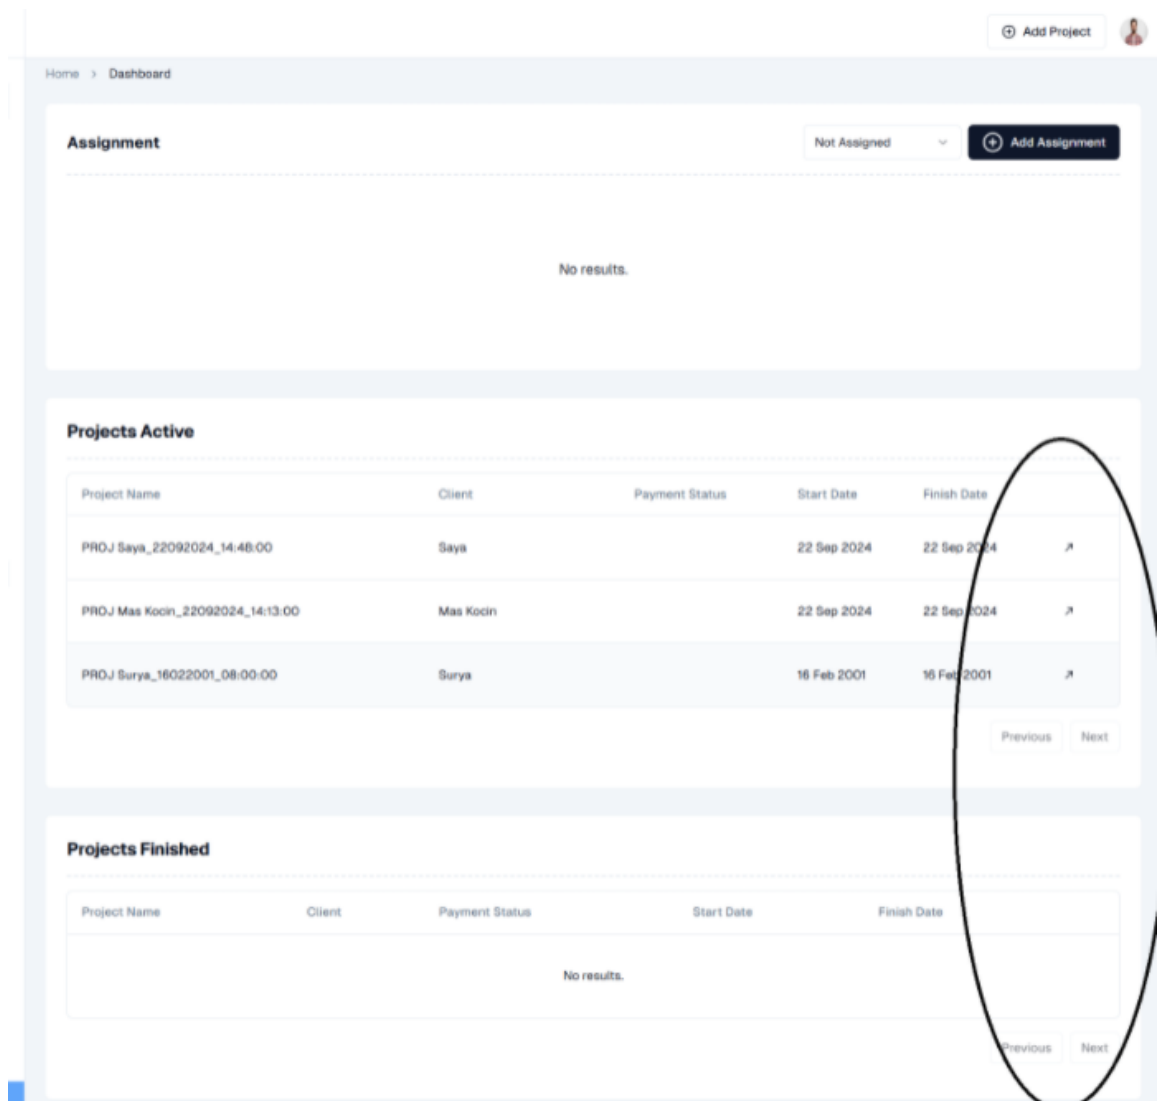 Add Project
Home > Dashboard
Assignment Not Assigned Add Assignment
No results.
Projects Active
Project Name Client Payment Status Start Date Finish Date
PROJ Saya_22092024_14:48:00 Saya 22 Sep 2024 22 Sep 2024
PROJ Mas Kocin_22092024_14:13:00 Mas Kocin 22 Sep 2024 22 Sep 2024
PROJ Surya_16022001_08:00:00 Surya 16 Feb 2001 16 Feb 2001
Previous Next
Projects Finished
Project Name Client Payment Status Start Date Finish Date
No results.
Previous Next